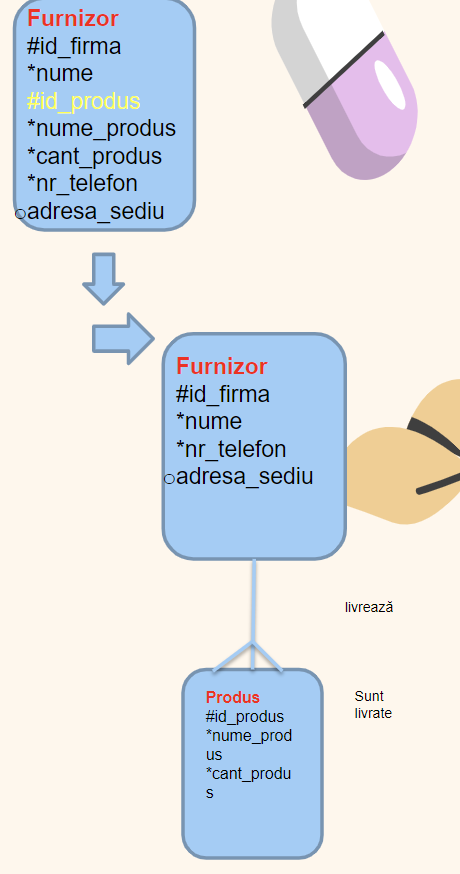 Furnizor
#id_firma
*nume
#id_produs
*nume_produs
*cant_produs
*nr_telefon
○adresa_sediu
Furnizor
#id_firma
*nume
*nr_telefon
○adresa_sediu
livrează
Sunt
livrate
Produs
#id_produs
*nume_prod
us
*cant_produ
s